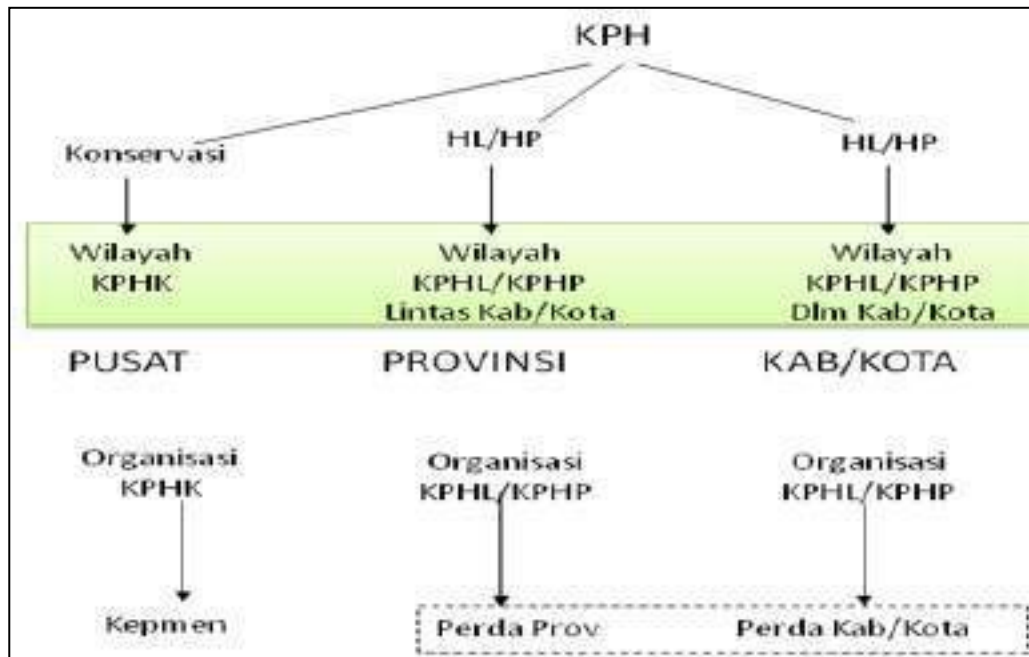 KPH
Konservasi
HL/HP
HL/HP
Wilayah
KPHK
Wilayah
KPHL/KPHP
Lintas Kab/Kota
Wilayah
KPHL/KPHP
Dlm Kab/Kota
PUSAT
PROVINSI
KAB/KOTA
Organisasi
KPHK
Organisasi
KPHL/KPHP
Organisasi
KPHL/KPHP
Kepmen
Perda Prov
Perda Kab/Kota